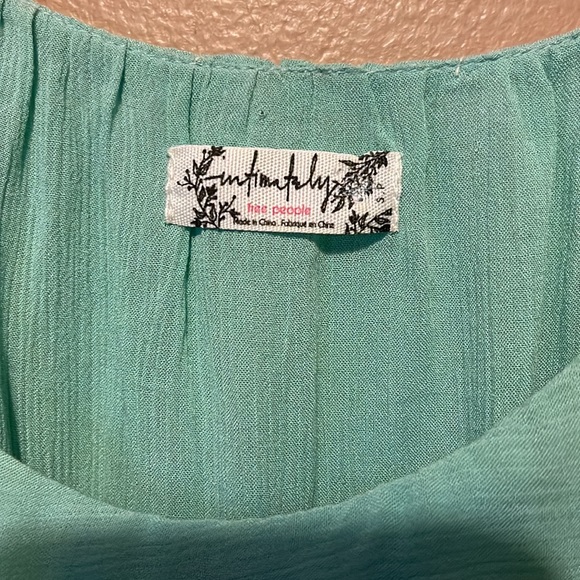 intimately
free people
Made in China . Fabriqué en Chine